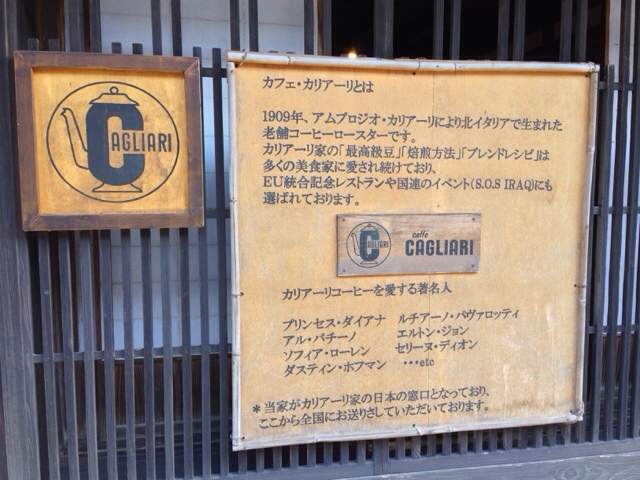 CAGLIARI
カフェ・カリアーリとは
1909年、アムブロジオ・カリアーリにより北イタリアで生まれた
老舗コーヒーロースターです。
カリアーリ家の「最高級豆」「焙煎方法」「ブレンドレシピ」は
多くの美食家に愛され続けており、
EU統合記念レストランや国連のイベント(S.O.S IRAQ)にも
選ばれております。
CAGLIARI
caffe
CAGLIARI
カリアーリコーヒーを愛する著名人
プリンセス・ダイアナ ルチアーノ・パヴァロッティ
アル・パチーノ エルトン・ジョン
ソフィア・ローレン セリーヌ・ディオン
ダスティン・ホフマン ・・・etc
＊当家がカリアーリ家の日本の窓口となっており、
ここから全国にお送りさしていただいております。